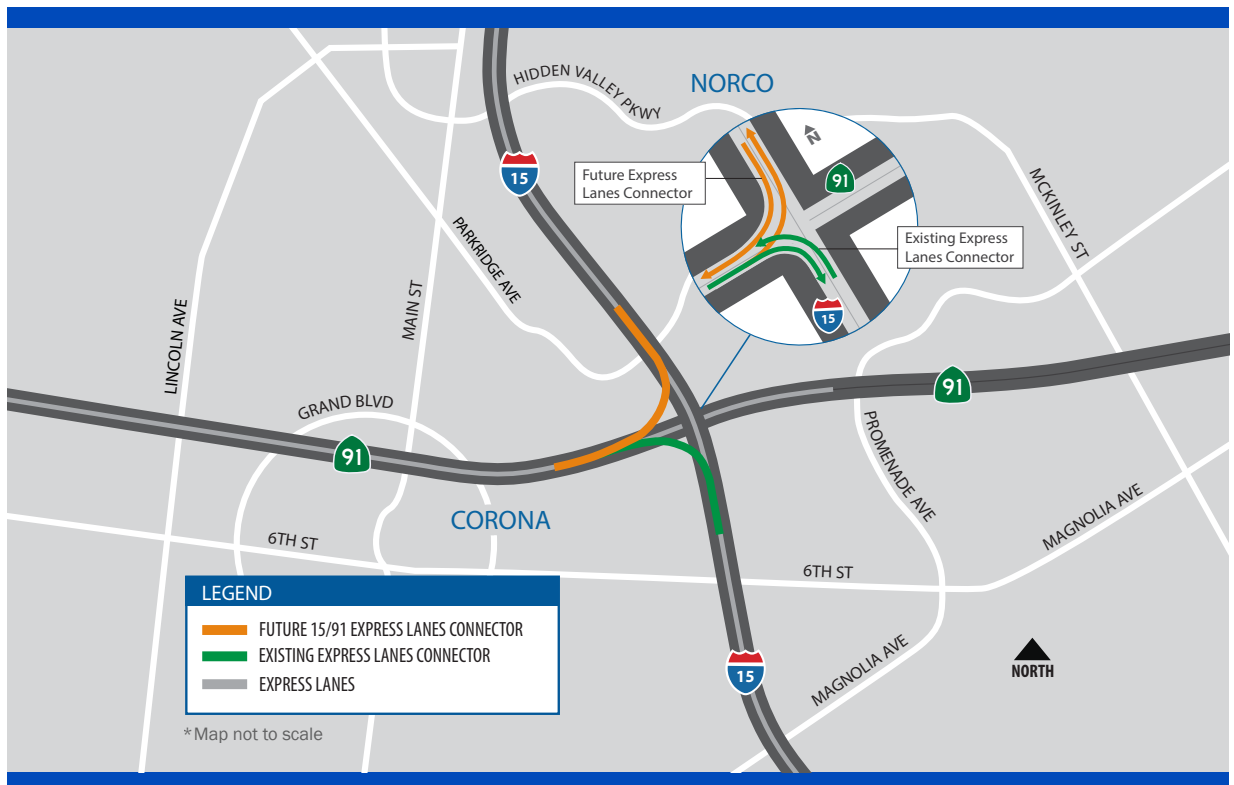 HIDDEN VALLEY PKWY
NORCO
N
15
Future Express
Lanes Connector
91
MCKINLEY ST
PARKRIDGE AVE
Existing Express
Lanes Connector
MAIN ST
LINCOLN AVE
15
91
GRAND BLVD
91
PROMENADE AVE
CORONA
MAGNOLIA AVE
6TH ST
6TH ST
LEGEND
FUTURE 15/91 EXPRESS LANES CONNECTOR
EXISTING EXPRESS LANES CONNECTOR
EXPRESS LANES
15
MAGNOLIA AVE
NORTH
*Map not to scale